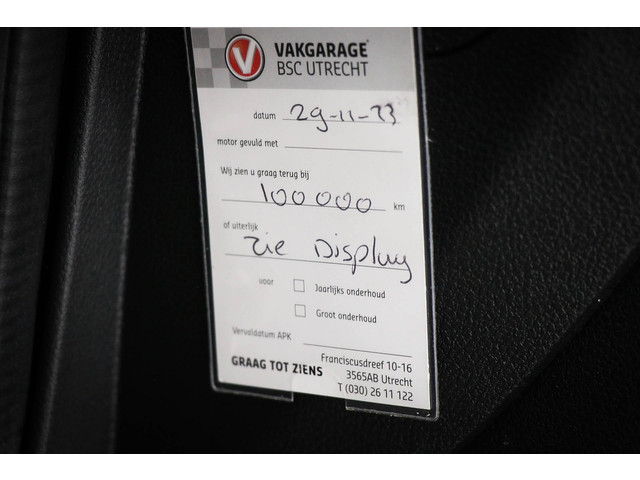 V VAKGARAGE
BSC UTRECHT
datum 29-11-23
motor gevuld met
Wij zien u graag terug bij
100000 km
of uiterlijk
zie Display
voor Jaarlijks onderhoud
Groot onderhoud
Vervaldatum APK
GRAAG TOT ZIENS
Franciscusdreef 10-16
3565AB Utrecht
T (030) 26 11 122